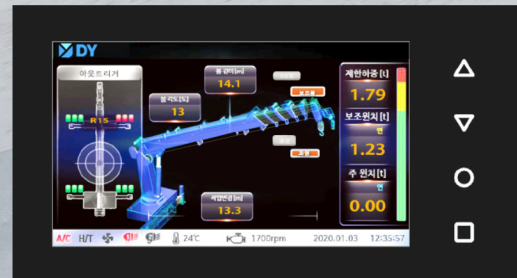 DY
아웃트리거
R15
붐 길이[m]
14.1
붐 각도[도]
13
작업반경[m]
13.3
제한하중 [t]
1.79
보조윈치 [t]
1.23
주 윈치 [t]
0.00
A/C H/T 24℃ 1700rpm 2020.01.03 12:35:57